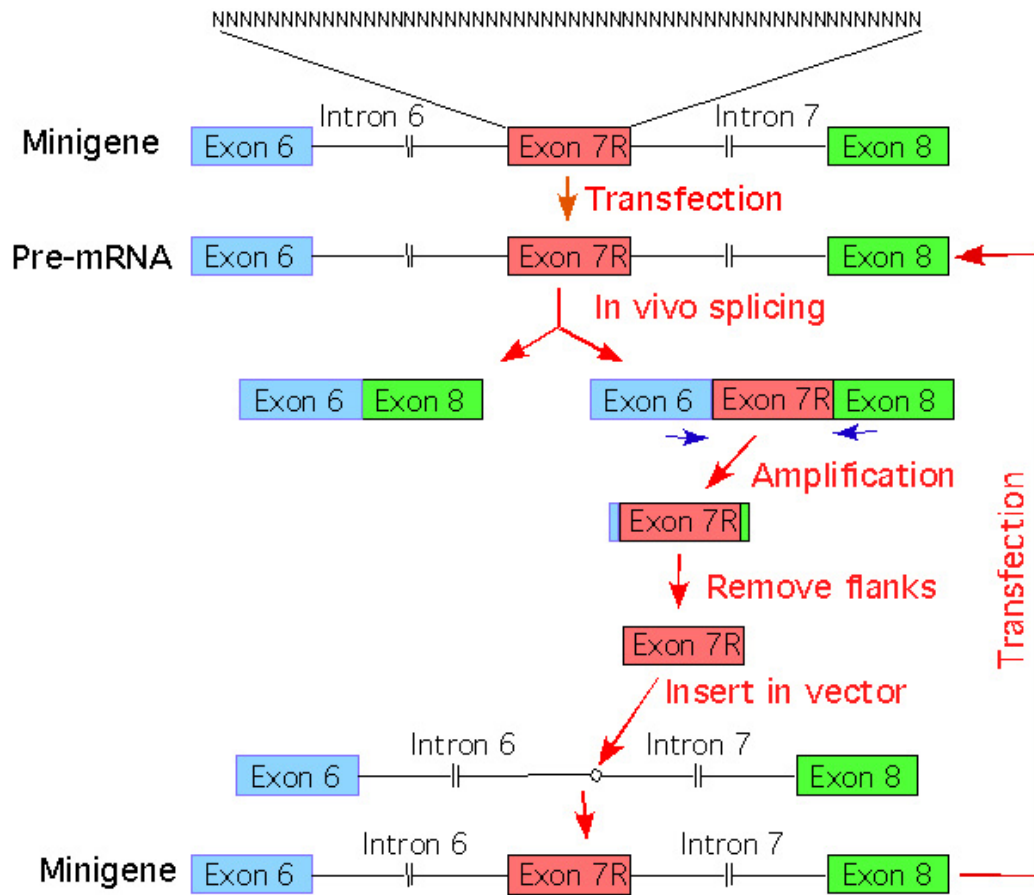 NNNNNNNNNNNNNNNNNNNNNNNNNNNNNNNNNNNNNNNNNNNNNNNNNNNNNN
Intron 6 Intron 7
Minigene Exon 6 Exon 7R Exon 8
Transfection
Pre-mRNA Exon 6 Exon 7R Exon 8
In vivo splicing
Exon 6 Exon 8 Exon 6 Exon 7R Exon 8
Amplification
Exon 7R
Remove flanks
Transfection
Exon 7R
Insert in vector
Intron 6 Intron 7
Exon 6 Exon 8
Intron 6 Intron 7
Minigene Exon 6 Exon 7R Exon 8